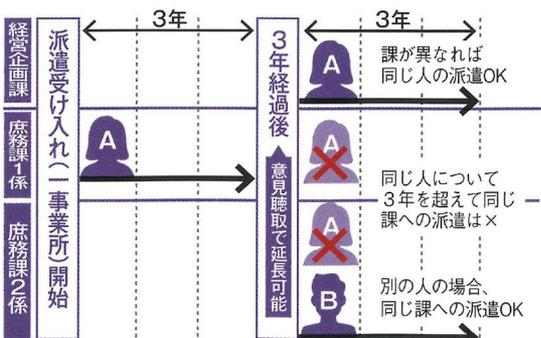 3年
3年
経営企画課
庶務課1係
庶務課2係
派遣受け入れ(一事業所)開始
A
3年経過後
意見聴取で延長可能
A
課が異なれば
同じ人の派遣OK
A
A
同じ人について
3年を超えて同じ
課への派遣は×
B
別の人の場合、
同じ課への派遣OK